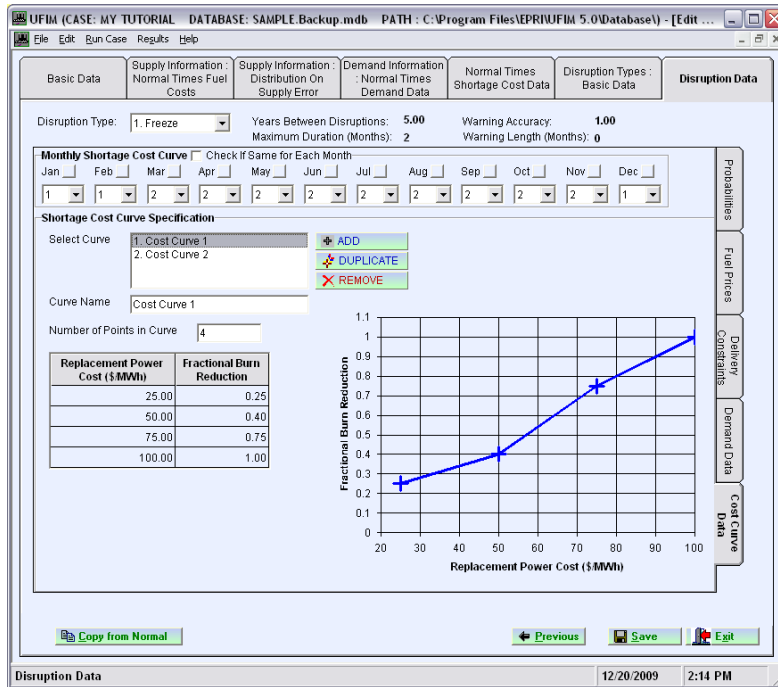 UFIM (CASE: MY TUTORIAL    DATABASE: SAMPLE.Backup.mdb    PATH : C:\Program Files\EPRI\UFIM 5.0\Database\) - [Edit ...
File Edit Run Case Results Help
Basic Data
Supply Information :
Normal Times Fuel
Costs
Supply Information :
Distribution On
Supply Error
Demand Information
: Normal Times
Demand Data
Normal Times
Shortage Cost Data
Disruption Types :
Basic Data
Disruption Data
Disruption Type: 1. Freeze Years Between Disruptions: 5.00 Warning Accuracy: 1.00
Maximum Duration (Months): 2 Warning Length (Months): 0
Monthly Shortage Cost Curve Check If Same for Each Month
Jan Feb Mar Apr May Jun Jul Aug Sep Oct Nov Dec
1 1 2 2 2 2 2 2 2 2 2 1
Shortage Cost Curve Specification
Select Curve
1. Cost Curve 1
2. Cost Curve 2
ADD
DUPLICATE
REMOVE
Curve Name Cost Curve 1
Number of Points in Curve 4
Replacement Power
Cost ($/MWh)
Fractional Burn
Reduction
25.00 0.25
50.00 0.40
75.00 0.75
100.00 1.00
Fractional Burn Reduction
1.1
1
0.9
0.8
0.7
0.6
0.5
0.4
0.3
0.2
0.1
0
20 30 40 50 60 70 80 90 100
Replacement Power Cost ($/MWh)
Probabilities
Fuel Prices
Delivery
Constraints
Demand Data
Cost Curve
Data
Copy from Normal
Previous
Save
Exit
Disruption Data 12/20/2009 2:14 PM